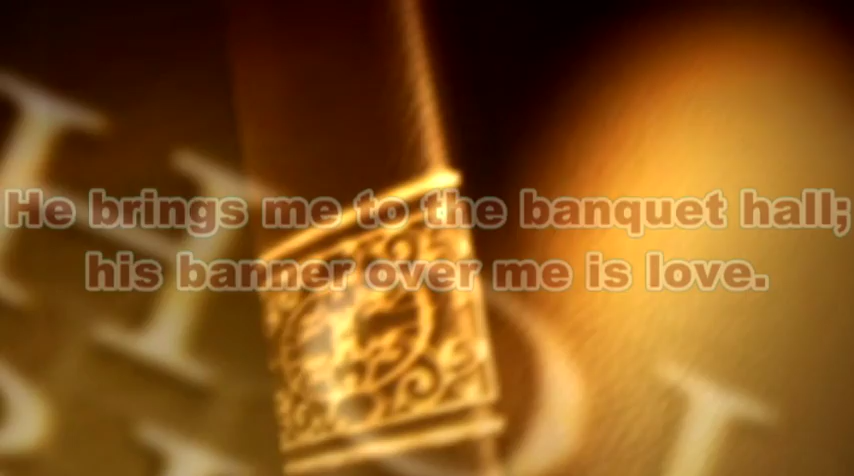 He brings me to the banquet hall;
his banner over me is love.